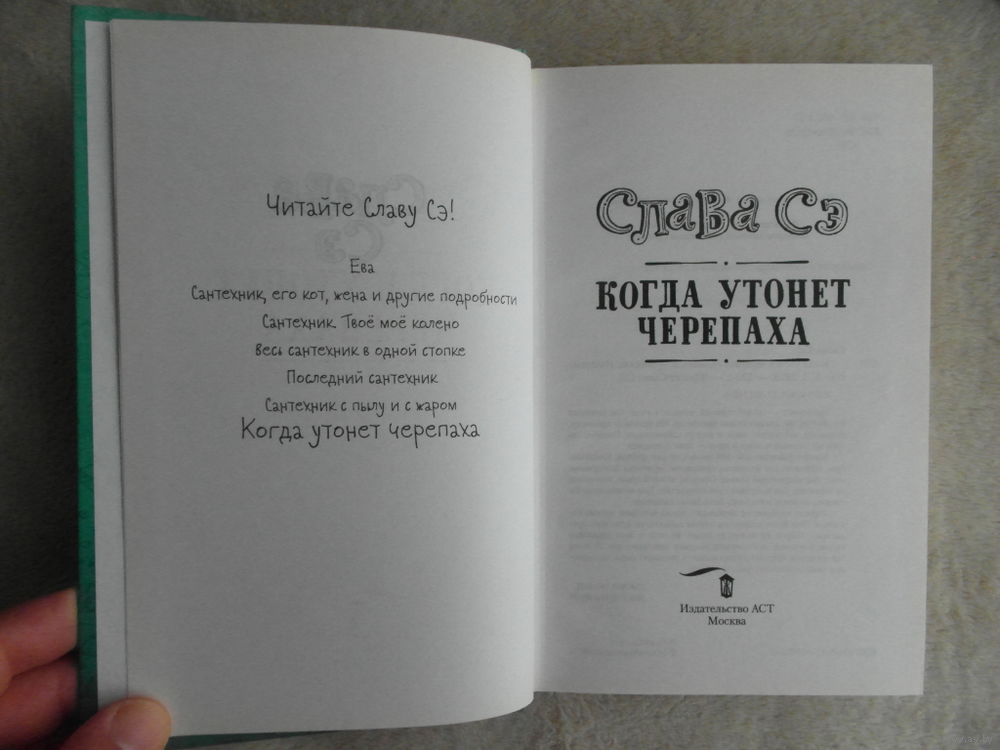 Читайте Славу Сэ!
Ева
Сантехник, его кот, жена и другие подробности
Сантехник. Твоё моё колено
Весь сантехник в одной стопке
Последний сантехник
Сантехник с пылу и с жаром
Когда утонет черепаха
Слава Сэ
КОГДА УТОНЕТ
ЧЕРЕПАХА
Издательство АСТ
Москва